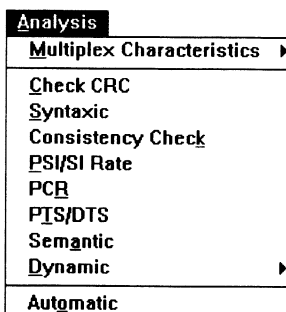 Analysis
Multiplex Characteristics
Check CRC
Syntaxic
Consistency Check
PSI/SI Rate
PCR
PTS/DTS
Semantic
Dynamic
Automatic